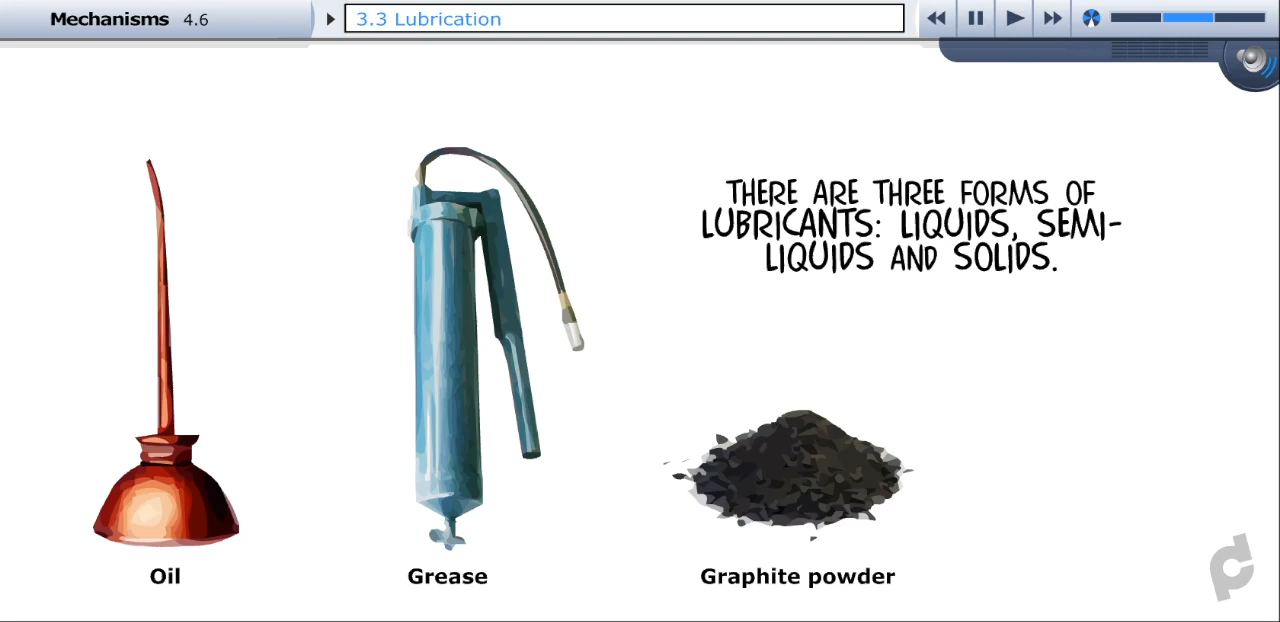 Mechanisms 4.6
3.3 Lubrication
THERE ARE THREE FORMS OF
LUBRICANTS: LIQUIDS, SEMI-
LIQUIDS AND SOLIDS.
Oil
Grease
Graphite powder